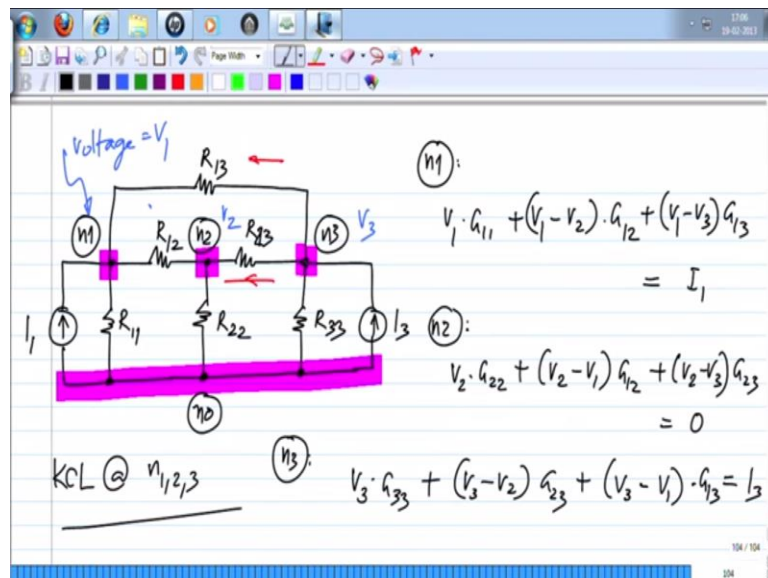 17:06
19-02-2013
Page Width
B I
voltage = V₁
R₁₃
n1
R₁₂
n2
V₂
R₂₃
n3
V₃
I₁
R₁₁
R₂₂
R₃₃
I₃
n0
KCL @ n₁,₂,₃
n1:
V₁·G₁₁ + (V₁-V₂)·G₁₂ + (V₁-V₃)G₁₃
= I₁
n2:
V₂·G₂₂ + (V₂-V₁)G₁₂ + (V₂-V₃)G₂₃
= 0
n3:
V₃·G₃₃ + (V₃-V₂)G₂₃ + (V₃-V₁)·G₁₃ = I₃
104 / 104
104